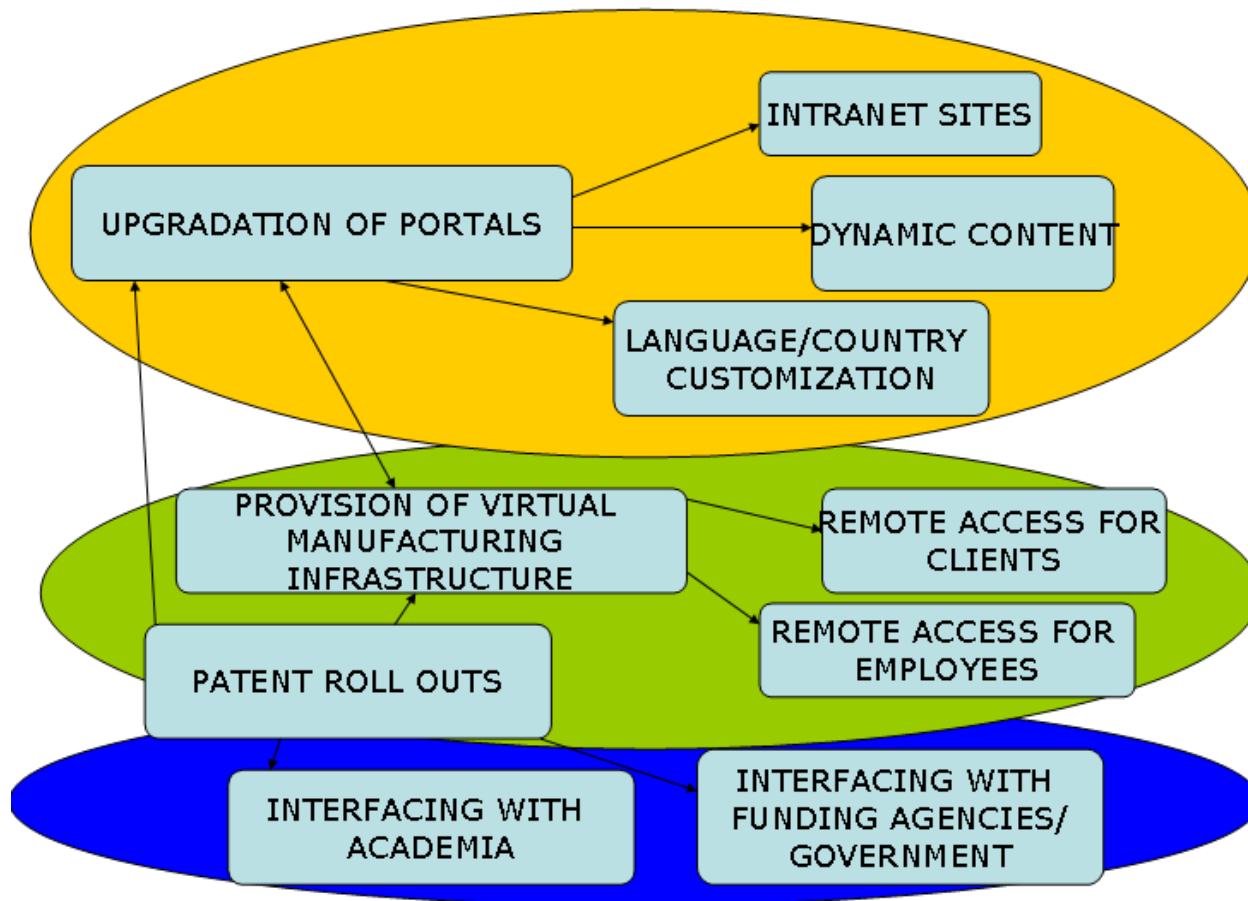 INTRANET SITES
UPGRADATION OF PORTALS
DYNAMIC CONTENT
LANGUAGE/COUNTRY
CUSTOMIZATION
PROVISION OF VIRTUAL
MANUFACTURING
INFRASTRUCTURE
REMOTE ACCESS FOR
CLIENTS
REMOTE ACCESS FOR
EMPLOYEES
PATENT ROLL OUTS
INTERFACING WITH
ACADEMIA
INTERFACING WITH
FUNDING AGENCIES/
GOVERNMENT